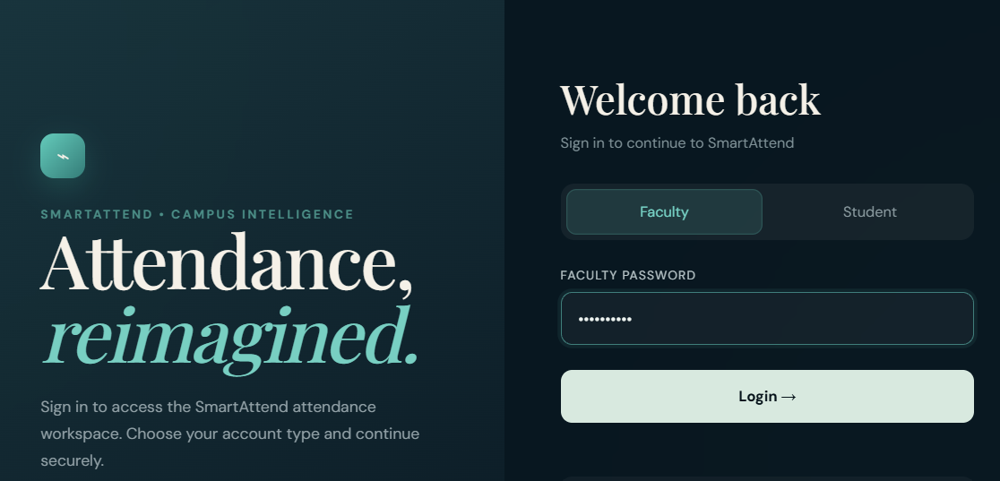 SMARTATTEND • CAMPUS INTELLIGENCE
Attendance,
reimagined.
Sign in to access the SmartAttend attendance
workspace. Choose your account type and continue
securely.
Welcome back
Sign in to continue to SmartAttend
Faculty
Student
FACULTY PASSWORD
••••••••••
Login →